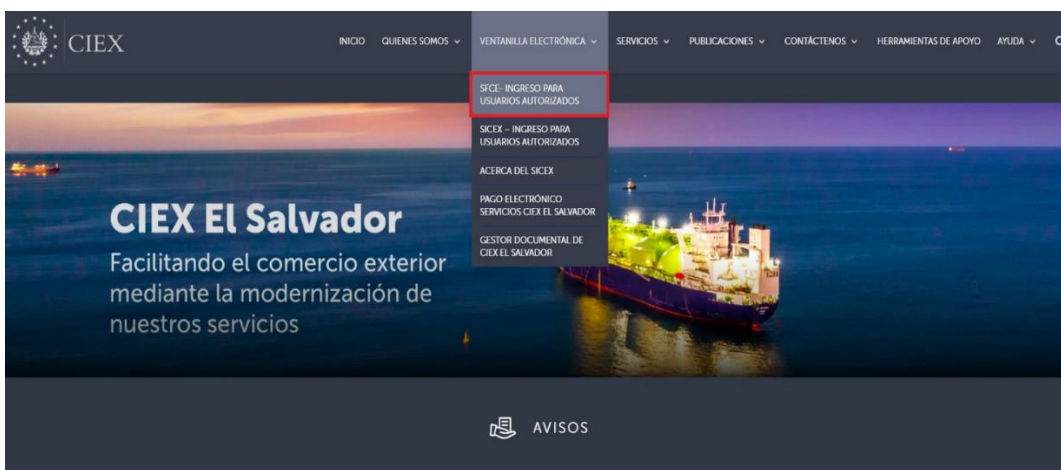 CIEX
INICIO QUIENES SOMOS VENTANILLA ELECTRÓNICA SERVICIOS PUBLICACIONES CONTÁCTENOS HERRAMIENTAS DE APOYO AYUDA
SFCE- INGRESO PARA
USUARIOS AUTORIZADOS
SICEX – INGRESO PARA
USUARIOS AUTORIZADOS
ACERCA DEL SICEX
PAGO ELECTRÓNICO
SERVICIOS CIEX EL SALVADOR
GESTOR DOCUMENTAL DE
CIEX EL SALVADOR
CIEX El Salvador
Facilitando el comercio exterior
mediante la modernización de
nuestros servicios
AVISOS